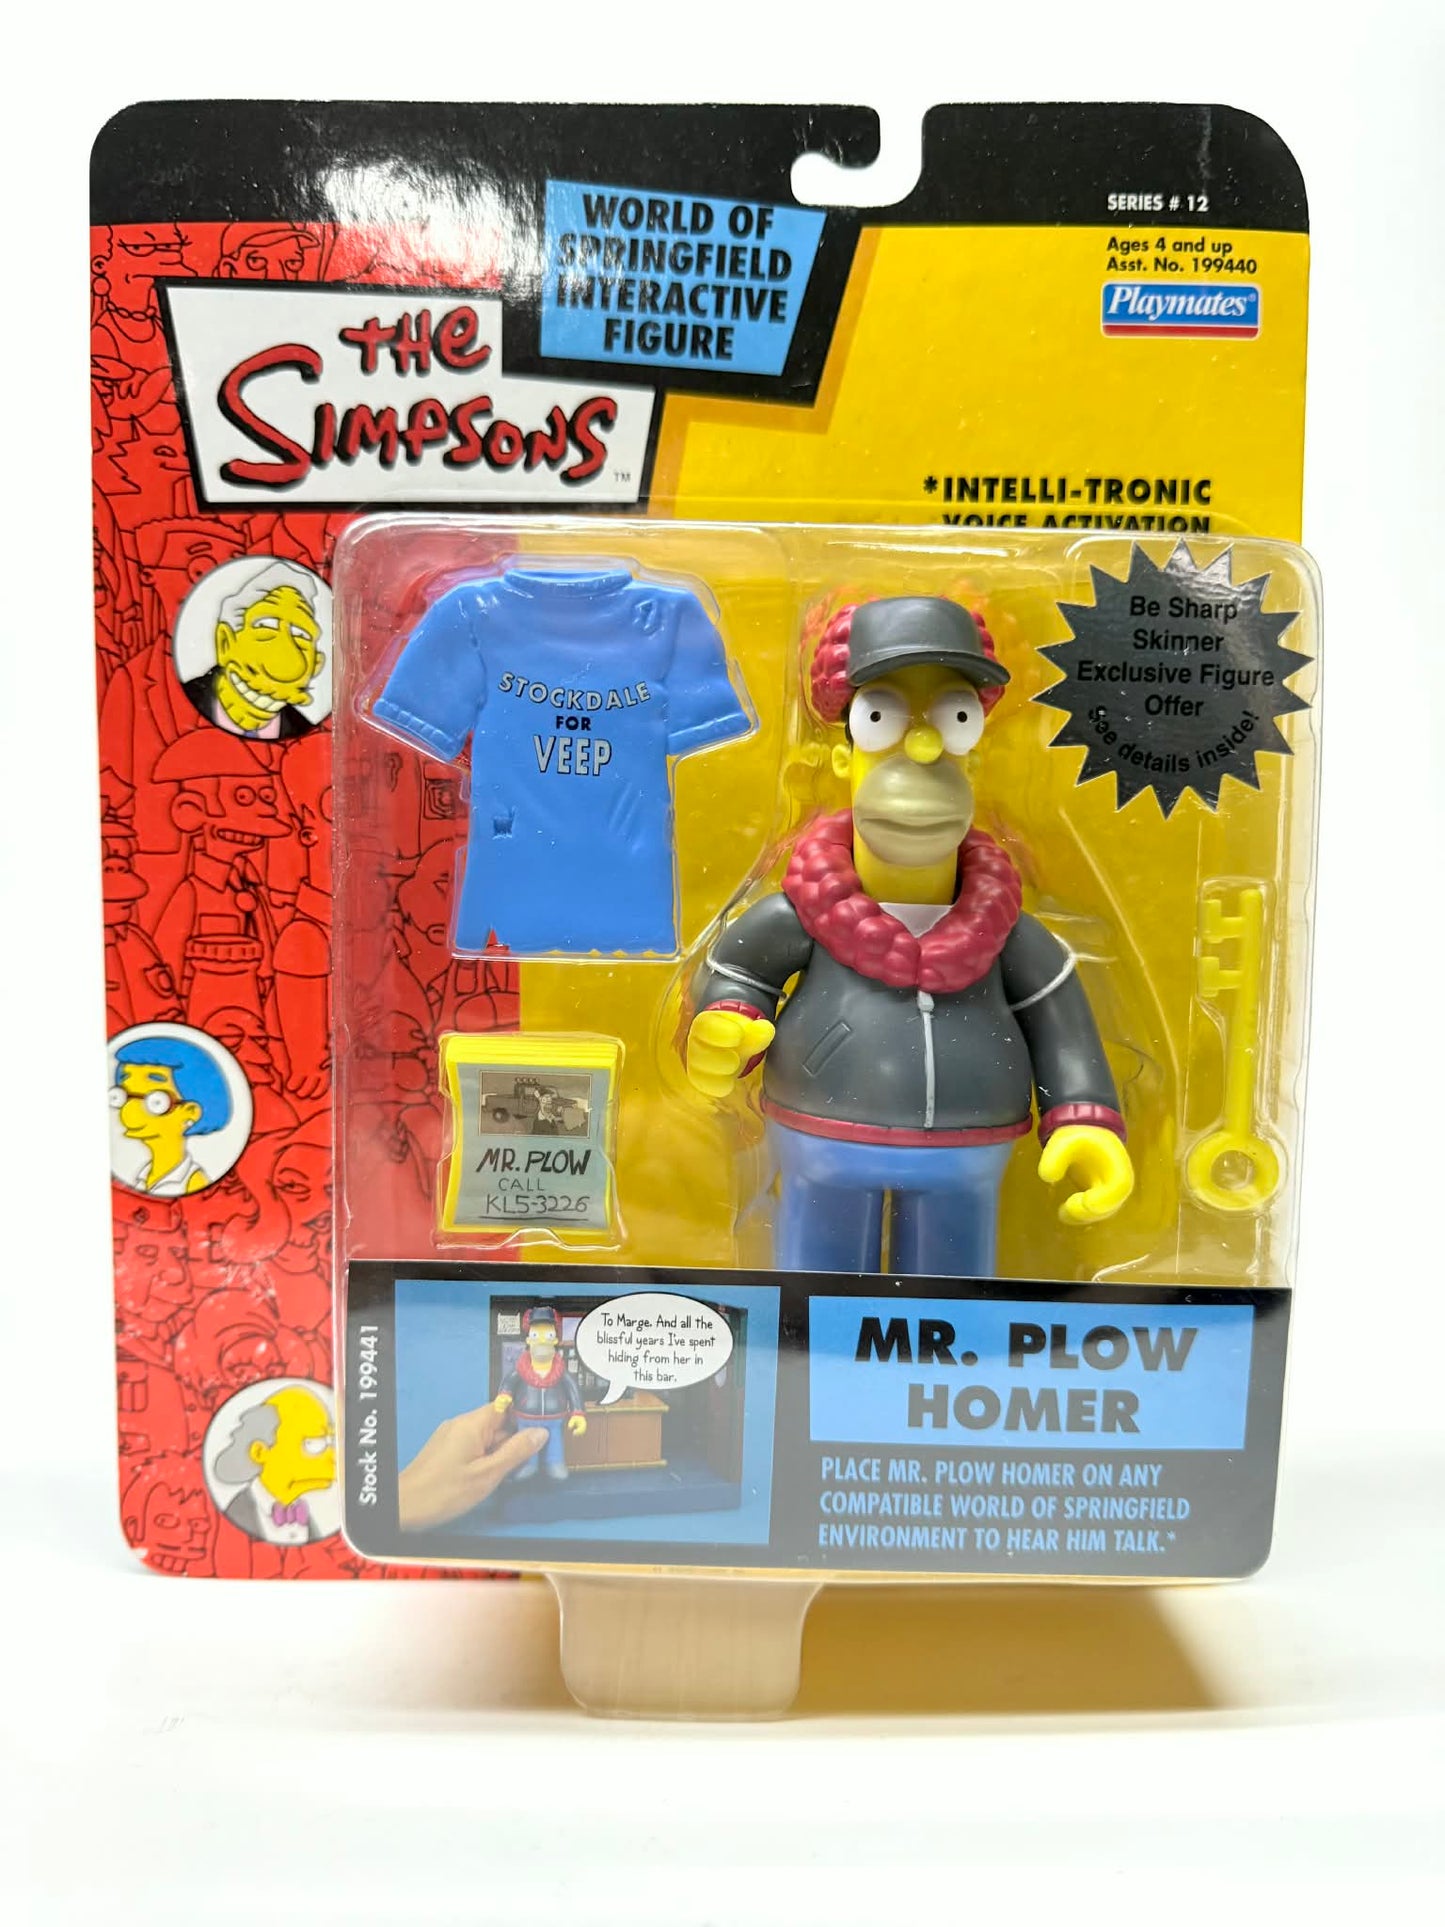 SERIES # 12
WORLD OF
SPRINGFIELD
INTERACTIVE
FIGURE
Ages 4 and up
Asst. No. 199440
Playmates®
THE
SIMPSONS
TM
*INTELLI-TRONIC
VOICE ACTIVATION
Be Sharp
Skinner
Exclusive Figure
Offer
See details inside!
STOCKDALE
FOR
VEEP
MR. PLOW
CALL
KL5-3226
Stock No. 199441
To Marge. And all the
blissful years I've spent
hiding from her in
this bar.
MR. PLOW
HOMER
PLACE MR. PLOW HOMER ON ANY
COMPATIBLE WORLD OF SPRINGFIELD
ENVIRONMENT TO HEAR HIM TALK.*